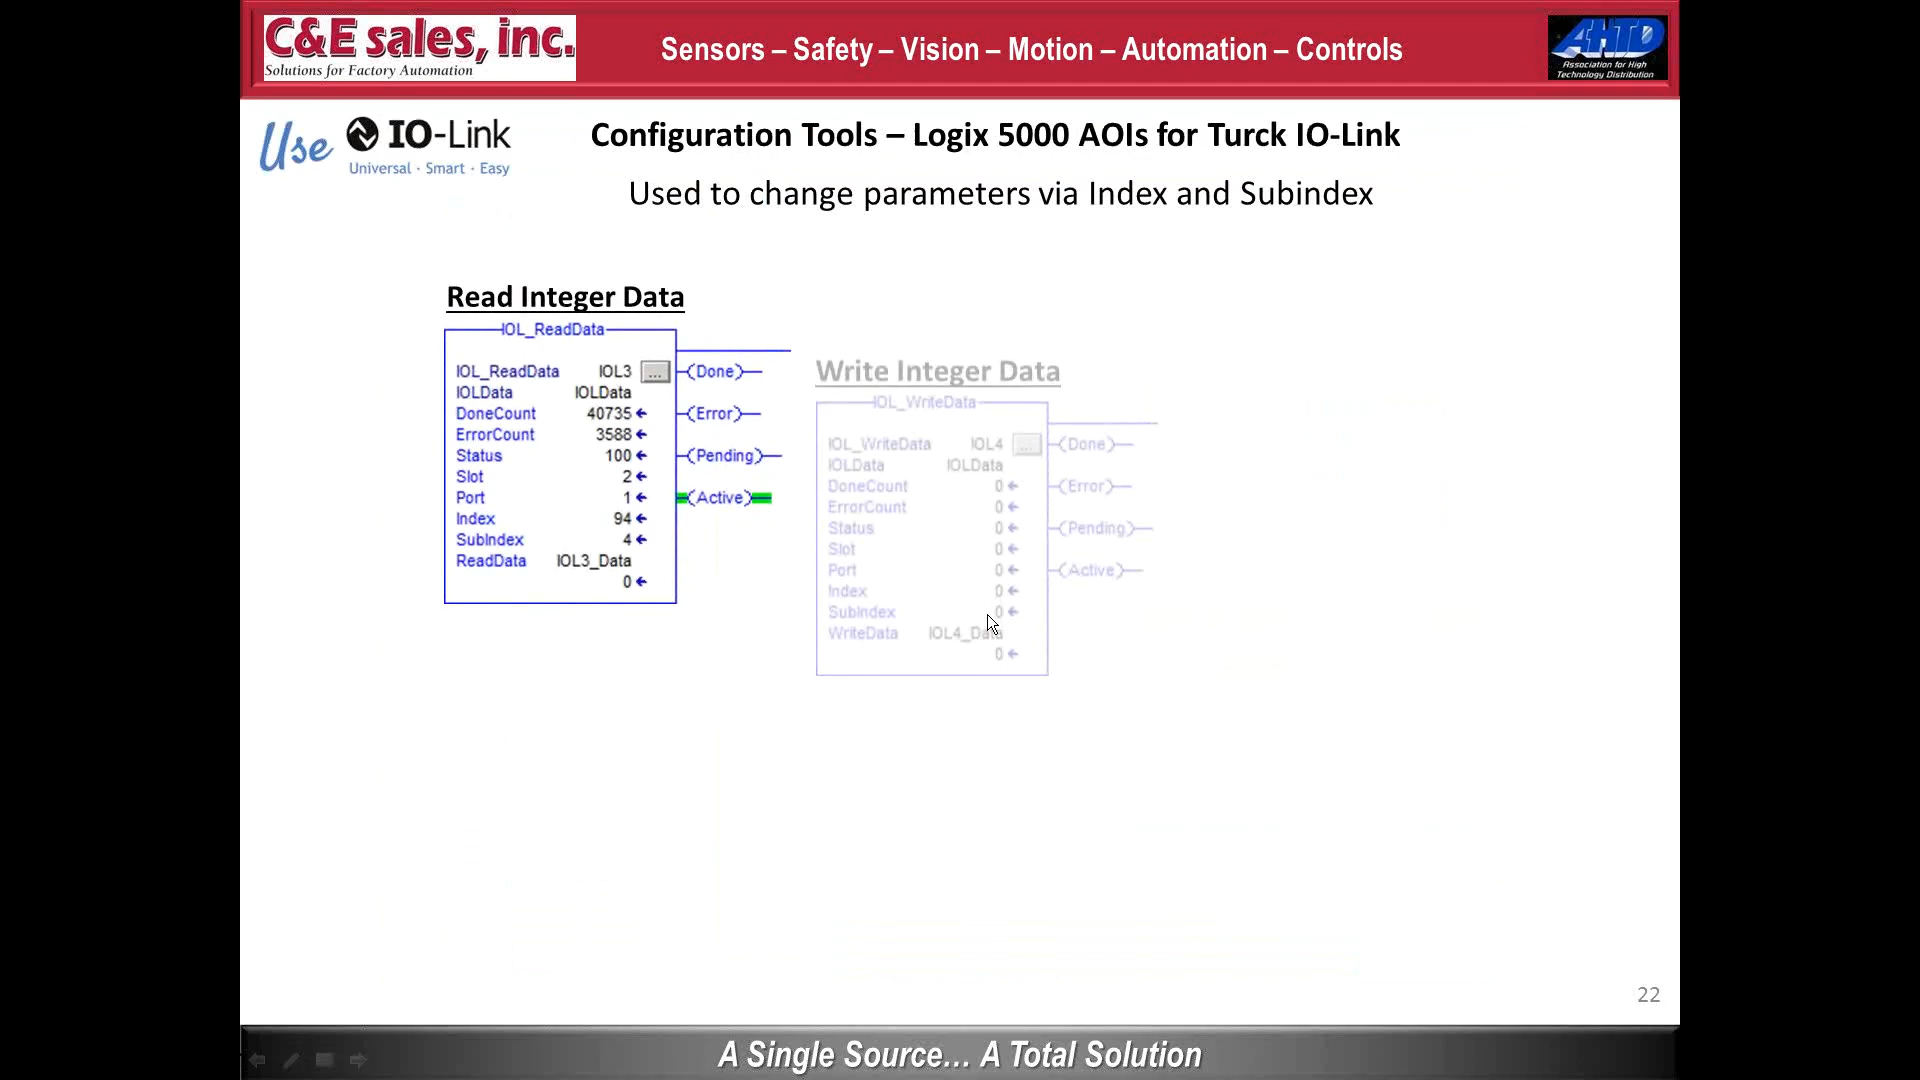 C&E sales, inc.
Solutions for Factory Automation
Sensors – Safety – Vision – Motion – Automation – Controls
AHTD
Association for High
Technology Distribution
Use IO-Link
Universal · Smart · Easy
Configuration Tools – Logix 5000 AOIs for Turck IO-Link
Used to change parameters via Index and Subindex
Read Integer Data
IOL_ReadData
IOL_ReadData IOL3 ... (Done)
IOLData IOLData
DoneCount 40735 (Error)
ErrorCount 3588
Status 100 (Pending)
Slot 2
Port 1 (Active)
Index 94
SubIndex 4
ReadData IOL3_Data
0
Write Integer Data
IOL_WriteData
IOL_WriteData IOL4 ... (Done)
IOLData IOLData
DoneCount 0 (Error)
ErrorCount 0
Status 0 (Pending)
Slot 0
Port 0 (Active)
Index 0
SubIndex 0
WriteData IOL4_Data
0
22
A Single Source... A Total Solution